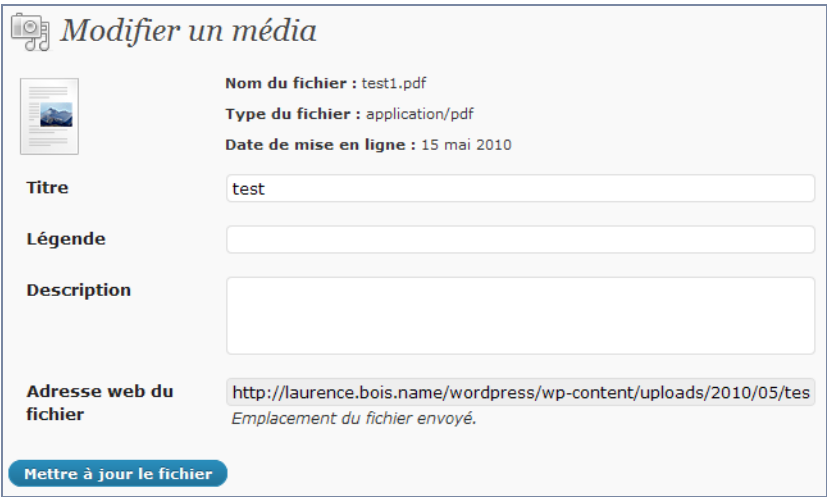 Modifier un média
Nom du fichier : test1.pdf
Type du fichier : application/pdf
Date de mise en ligne : 15 mai 2010
Titre
test
Légende
Description
Adresse web du
fichier
http://laurence.bois.name/wordpress/wp-content/uploads/2010/05/tes
Emplacement du fichier envoyé.
Mettre à jour le fichier